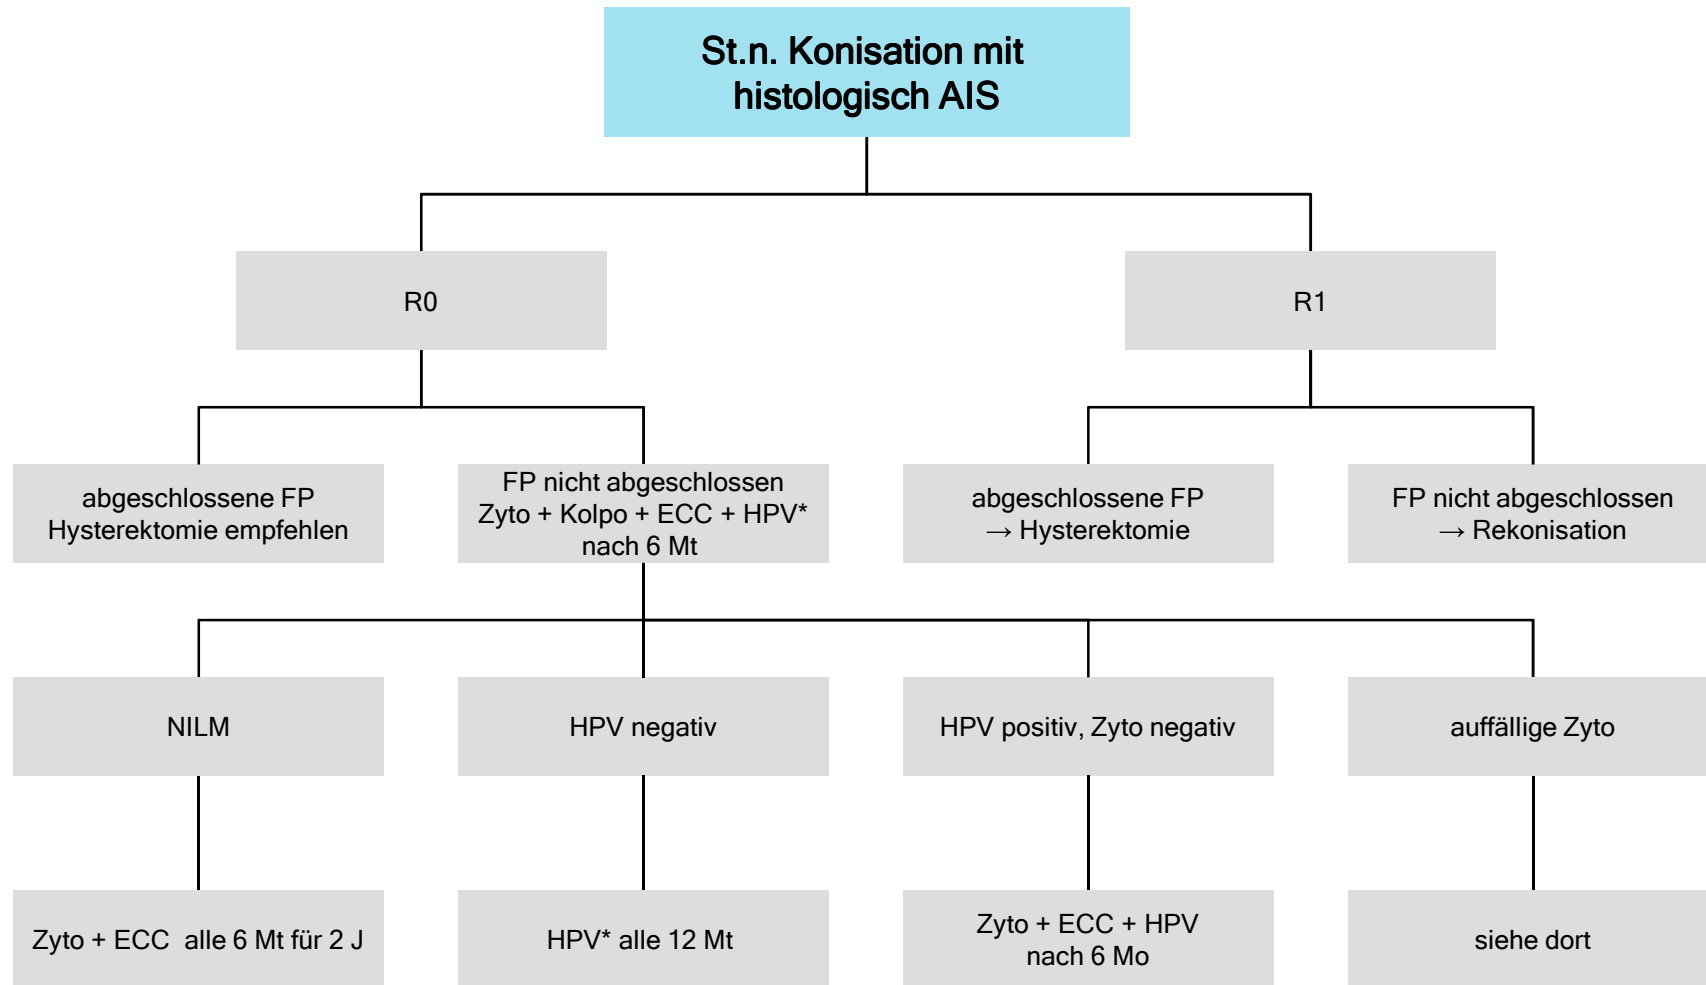 St.n. Konisation mit
histologisch AIS
R0
R1
abgeschlossene FP
Hysterektomie empfehlen
FP nicht abgeschlossen
Zyto + Kolpo + ECC + HPV*
nach 6 Mt
abgeschlossene FP
→ Hysterektomie
FP nicht abgeschlossen
→ Rekonisation
NILM
HPV negativ
HPV positiv, Zyto negativ
auffällige Zyto
Zyto + ECC  alle 6 Mt für 2 J
HPV* alle 12 Mt
Zyto + ECC + HPV
nach 6 Mo
siehe dort